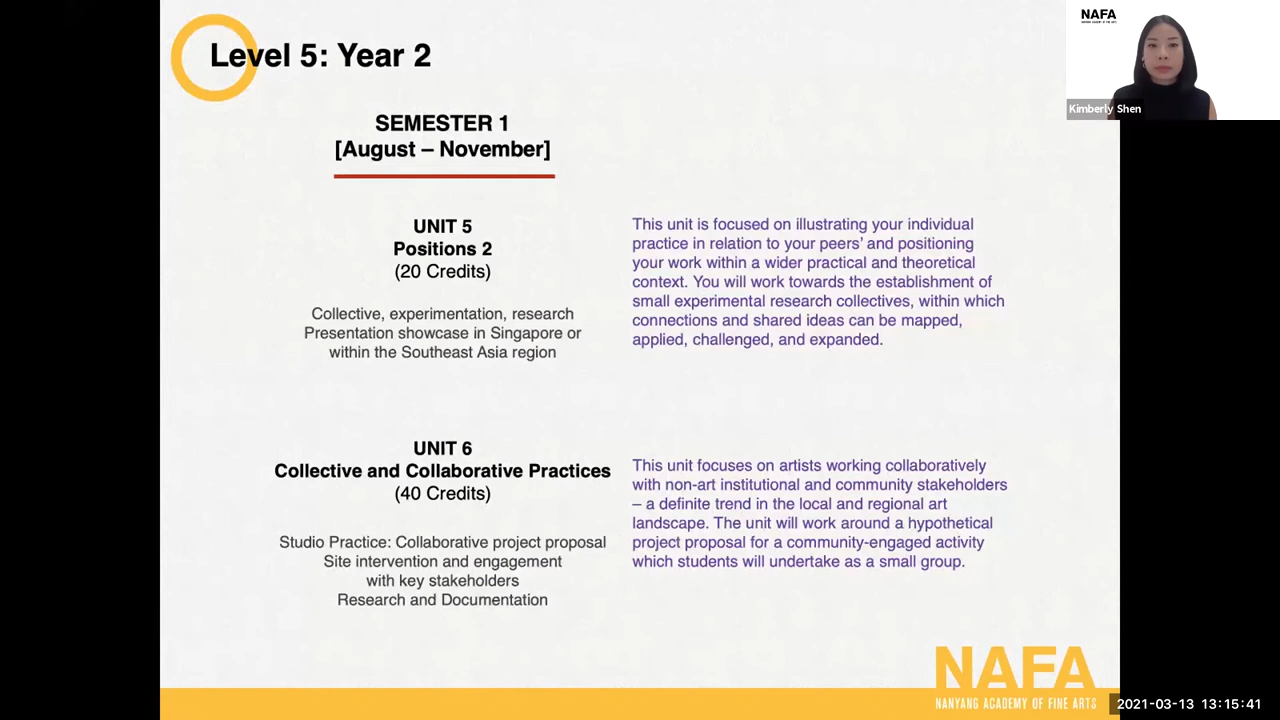 Level 5: Year 2
SEMESTER 1
[August – November]
UNIT 5
Positions 2
(20 Credits)
Collective, experimentation, research
Presentation showcase in Singapore or
within the Southeast Asia region
This unit is focused on illustrating your individual
practice in relation to your peers’ and positioning
your work within a wider practical and theoretical
context. You will work towards the establishment of
small experimental research collectives, within which
connections and shared ideas can be mapped,
applied, challenged, and expanded.
UNIT 6
Collective and Collaborative Practices
(40 Credits)
Studio Practice: Collaborative project proposal
Site intervention and engagement
with key stakeholders
Research and Documentation
This unit focuses on artists working collaboratively
with non-art institutional and community stakeholders
– a definite trend in the local and regional art
landscape. The unit will work around a hypothetical
project proposal for a community-engaged activity
which students will undertake as a small group.
NAFA
NANYANG ACADEMY OF FINE ARTS
NAFA
NANYANG ACADEMY OF FINE ARTS
Kimberly Shen
2021-03-13 13:15:41